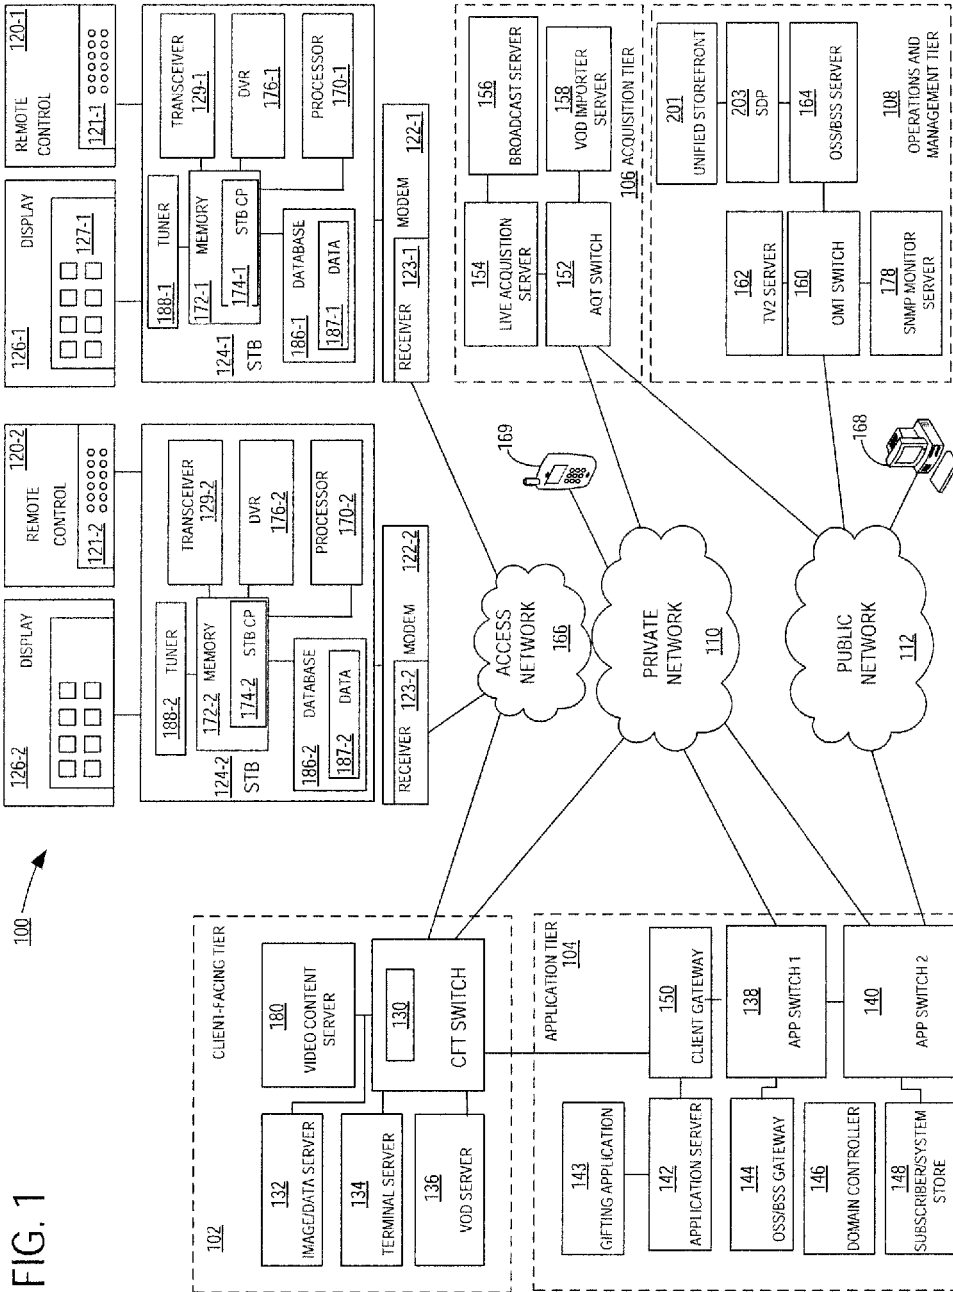 FIG. 1
100
102
CLIENT-FACING TIER
132
IMAGE/DATA SERVER
180
VIDEO CONTENT
SERVER
134
TERMINAL SERVER
136
VOD SERVER
130
CFT SWITCH
APPLICATION TIER
104
143
GIFTING APPLICATION
142
APPLICATION SERVER
150
CLIENT GATEWAY
144
OSS/BSS GATEWAY
138
APP SWITCH 1
146
DOMAIN CONTROLLER
148
SUBSCRIBER/SYSTEM
STORE
140
APP SWITCH 2
126-2
DISPLAY
120-2
REMOTE
CONTROL
121-2
188-2
TUNER
TRANSCEIVER
129-2
172-2
MEMORY
174-2
STB CP
DVR
176-2
124-2
STB
PROCESSOR
170-2
186-2
DATABASE
187-2
DATA
RECEIVER
123-2
MODEM
122-2
126-1
DISPLAY
127-1
REMOTE
CONTROL
120-1
121-1
188-1
TUNER
TRANSCEIVER
129-1
172-1
MEMORY
174-1
STB CP
DVR
176-1
124-1
STB
PROCESSOR
170-1
186-1
DATABASE
187-1
DATA
RECEIVER
123-1
MODEM
122-1
ACCESS
NETWORK
166
169
PRIVATE
NETWORK
110
PUBLIC
NETWORK
112
168
154
LIVE ACQUISITION
SERVER
156
BROADCAST SERVER
152
AQT SWITCH
158
VOD IMPORTER
SERVER
106 ACQUISITION TIER
201
UNIFIED STOREFRONT
203
SDP
162
TV2 SERVER
164
OSS/BSS SERVER
160
OMT SWITCH
178
SNMP MONITOR
SERVER
108
OPERATIONS AND
MANAGEMENT TIER